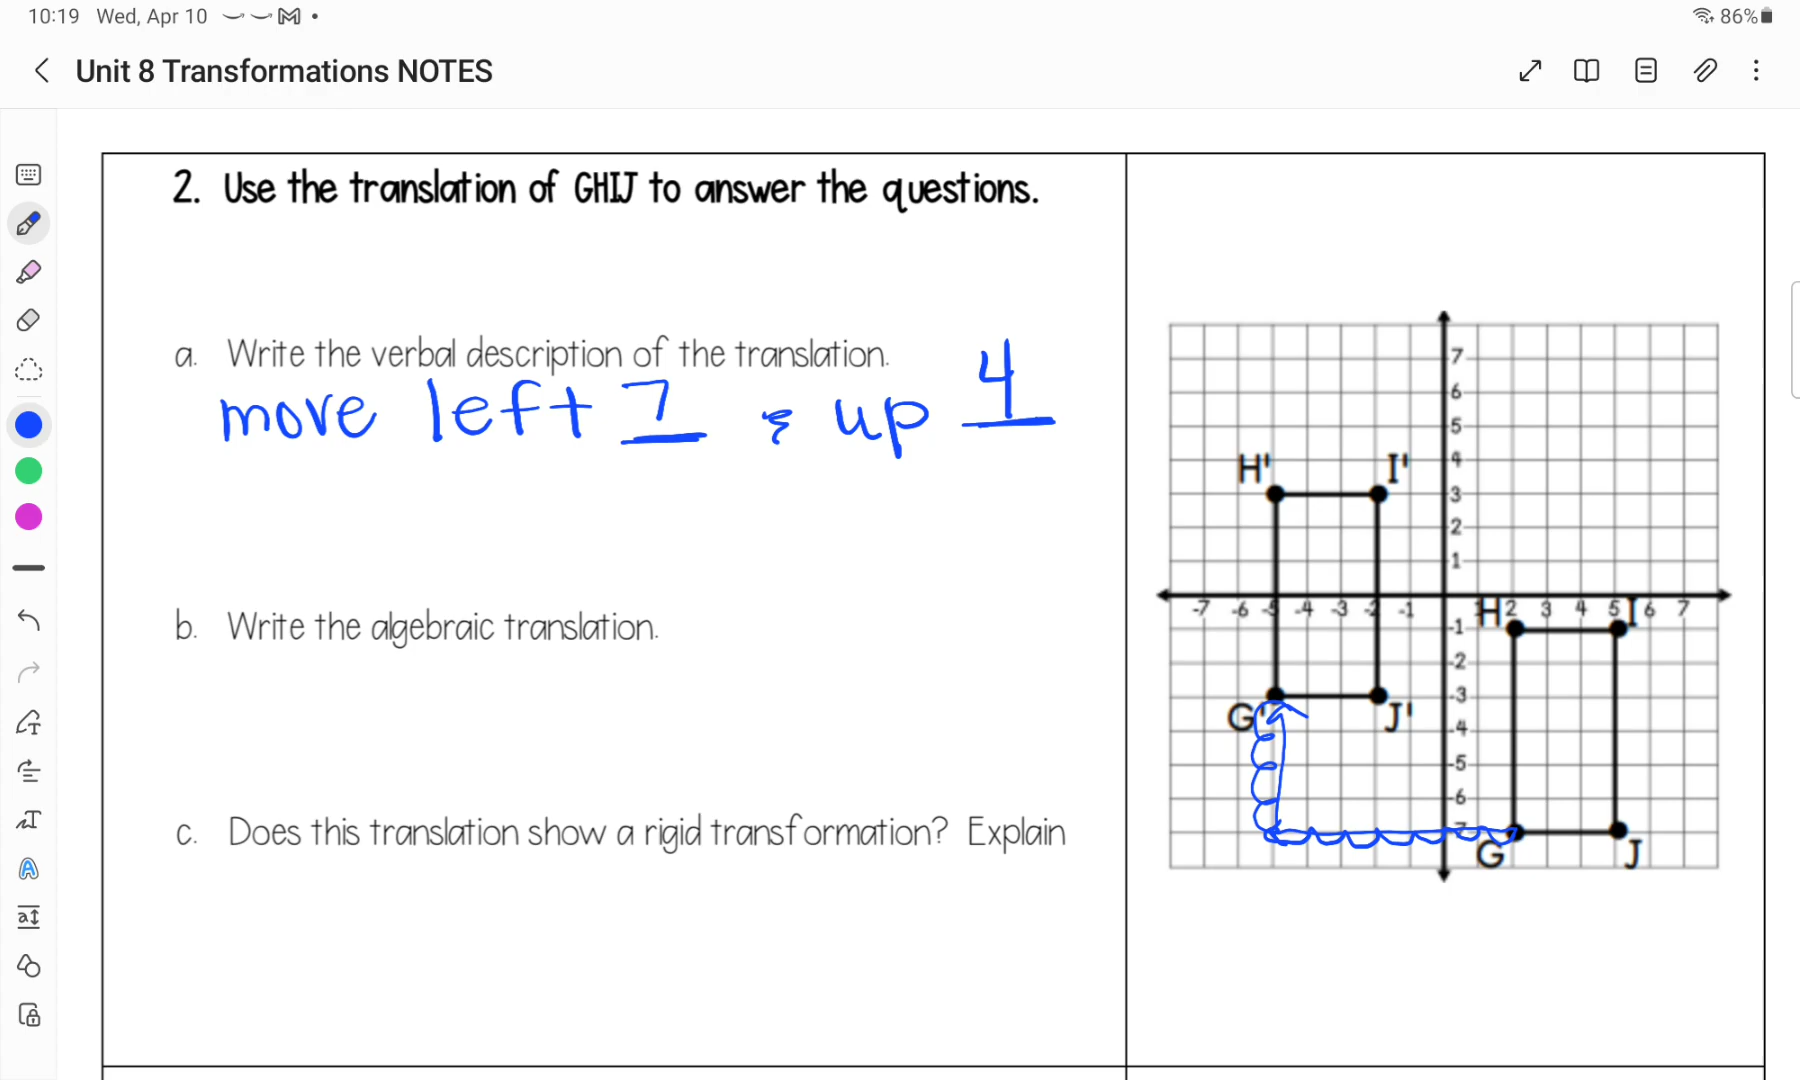 10:19 Wed, Apr 10 86%
Unit 8 Transformations NOTES
2. Use the translation of GHIJ to answer the questions.
a. Write the verbal description of the translation.
move left 7 & up 4
b. Write the algebraic translation.
c. Does this translation show a rigid transformation? Explain
7
6
5
4
3
2
1
-7 -6 -5 -4 -3 -2 -1 1 2 3 4 5 6 7
-1
-2
-3
-4
-5
-6
-7
H' I'
G' J'
H I
G J